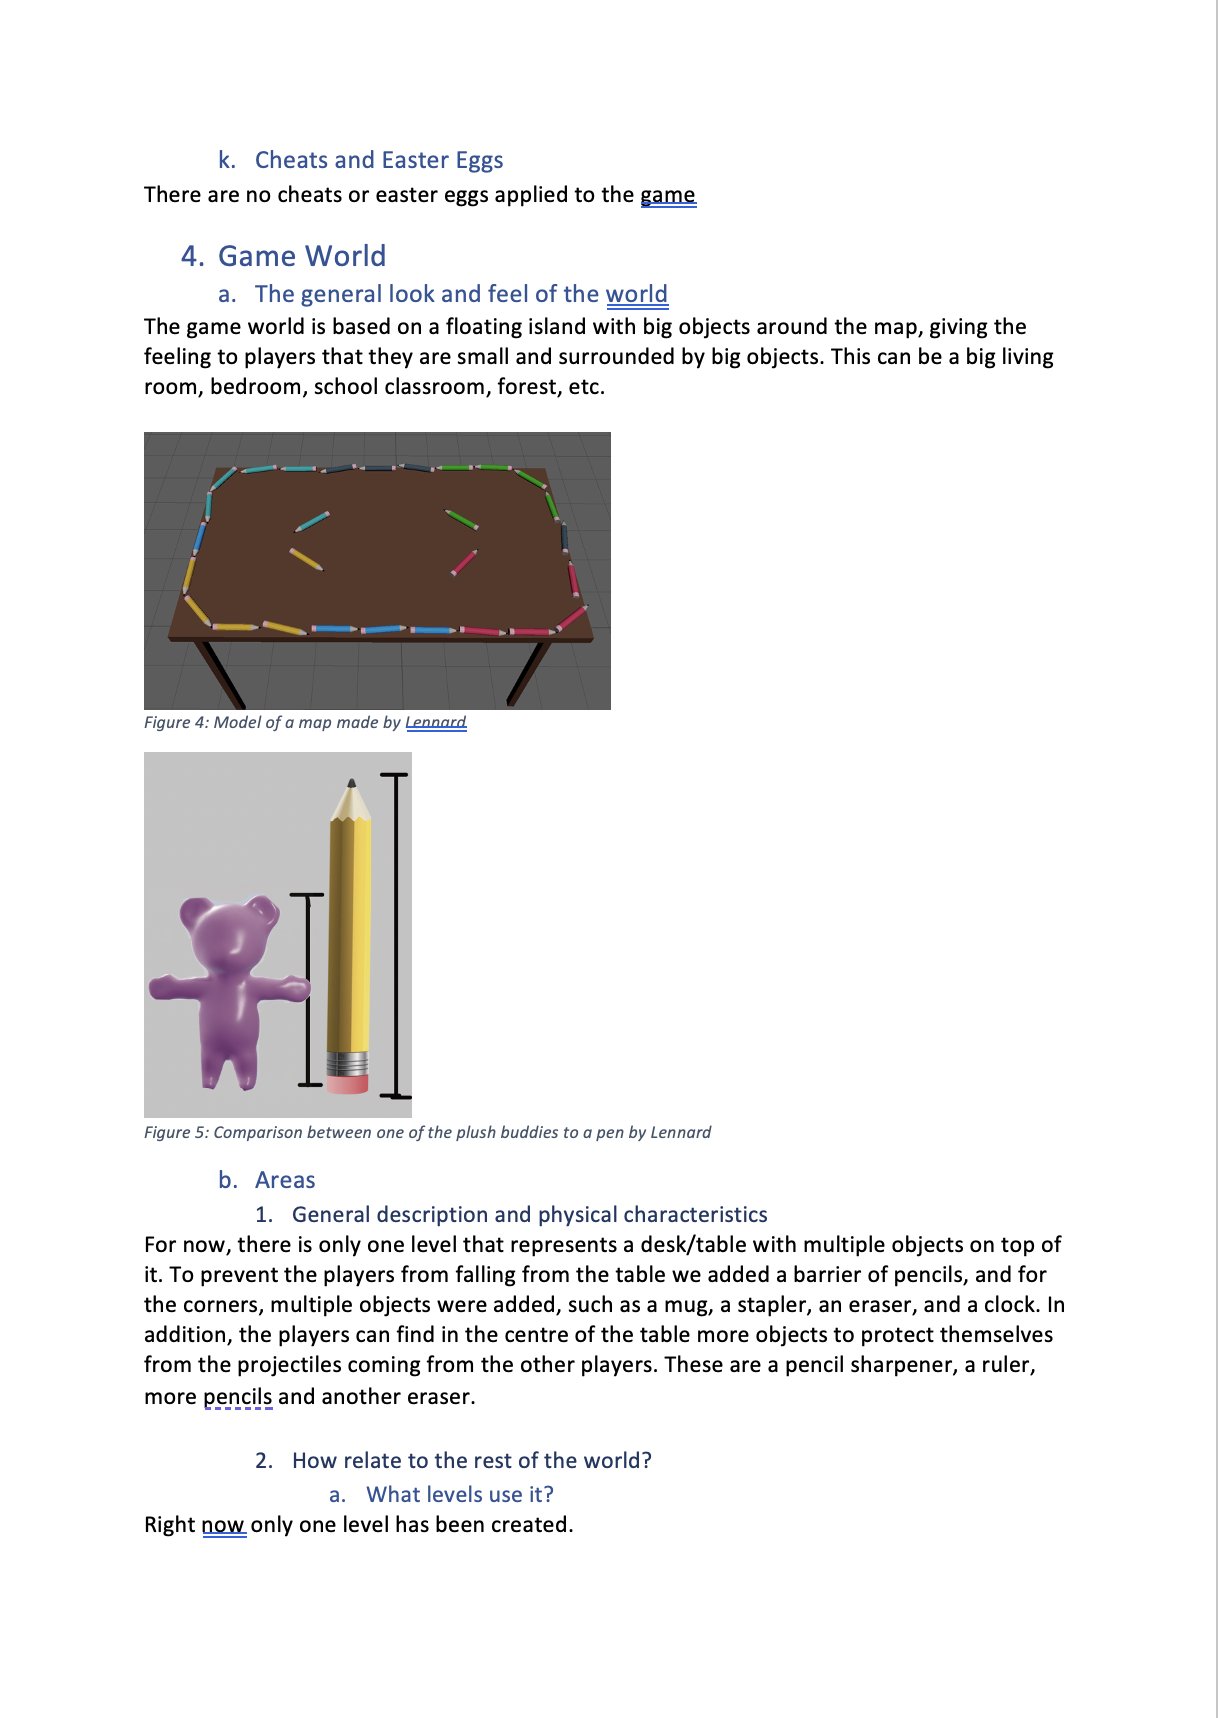 k. Cheats and Easter Eggs
There are no cheats or easter eggs applied to the game
4. Game World
a. The general look and feel of the world
The game world is based on a floating island with big objects around the map, giving the
feeling to players that they are small and surrounded by big objects. This can be a big living
room, bedroom, school classroom, forest, etc.
Figure 4: Model of a map made by Lennard
Figure 5: Comparison between one of the plush buddies to a pen by Lennard
b. Areas
1. General description and physical characteristics
For now, there is only one level that represents a desk/table with multiple objects on top of
it. To prevent the players from falling from the table we added a barrier of pencils, and for
the corners, multiple objects were added, such as a mug, a stapler, an eraser, and a clock. In
addition, the players can find in the centre of the table more objects to protect themselves
from the projectiles coming from the other players. These are a pencil sharpener, a ruler,
more pencils and another eraser.
2. How relate to the rest of the world?
a. What levels use it?
Right now only one level has been created.